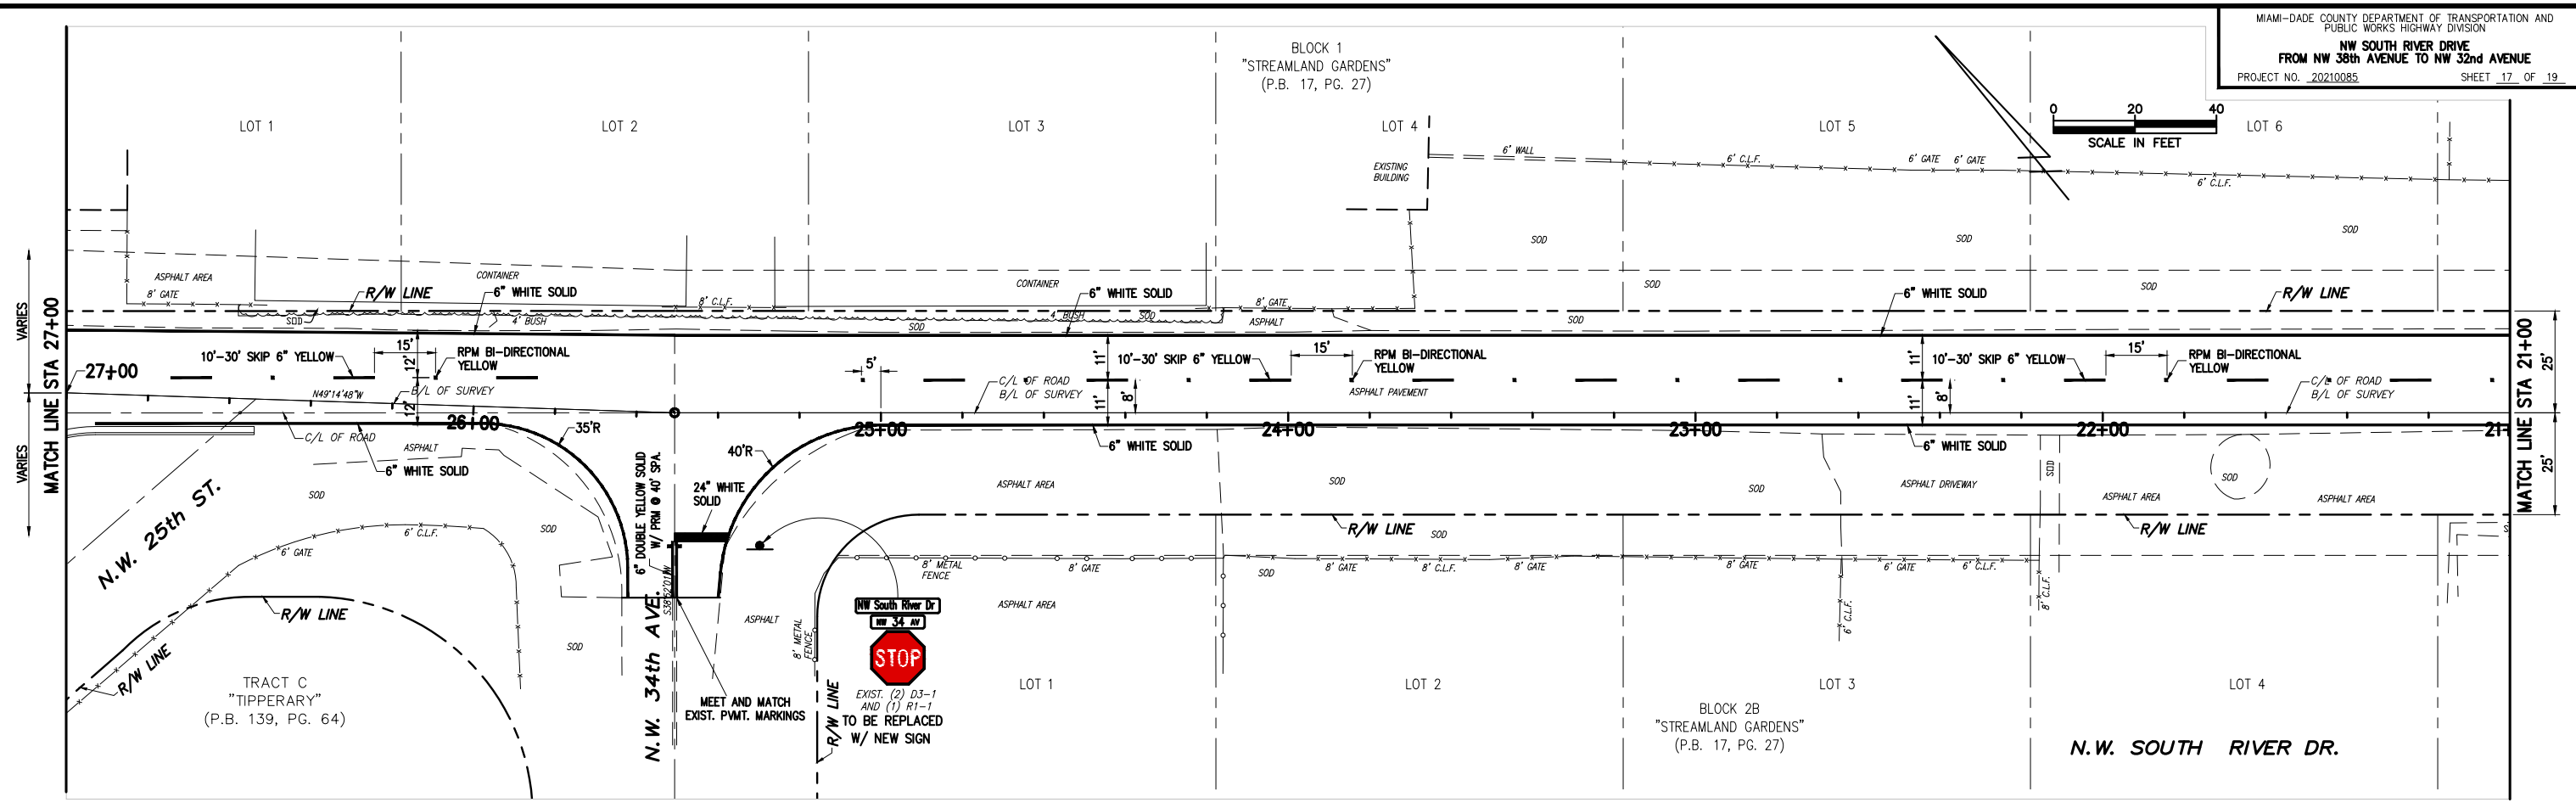 MIAMI-DADE COUNTY DEPARTMENT OF TRANSPORTATION AND
PUBLIC WORKS HIGHWAY DIVISION
NW SOUTH RIVER DRIVE
FROM NW 38th AVENUE TO NW 32nd AVENUE
PROJECT NO. 20210085 SHEET 17 OF 19
BLOCK 1
"STREAMLAND GARDENS"
(P.B. 17, PG. 27)
0 20 40
SCALE IN FEET
LOT 1
LOT 2
LOT 3
LOT 4
LOT 5
LOT 6
EXISTING
BUILDING
6' WALL
6' C.L.F.
6' GATE
6' GATE
6' C.L.F.
SOD
SOD
SOD
ASPHALT AREA
8' GATE
R/W LINE
CONTAINER
6" WHITE SOLID
8' C.L.F.
CONTAINER
6" WHITE SOLID
8' GATE
SOD
SOD
6" WHITE SOLID
SOD
R/W LINE
SOD
4' BUSH
SOD
4' BUSH
SOD
ASPHALT
SOD
VARIES
VARIES
MATCH LINE STA 27+00
27+00
10'-30' SKIP 6" YELLOW
15'
12'
12'
RPM BI-DIRECTIONAL
YELLOW
N49°14'48"W
B/L OF SURVEY
26+00
C/L OF ROAD
6" WHITE SOLID
ASPHALT
35'R
5'
25+00
C/L OF ROAD
B/L OF SURVEY
11'
11'
8'
10'-30' SKIP 6" YELLOW
15'
RPM BI-DIRECTIONAL
YELLOW
ASPHALT PAVEMENT
6" WHITE SOLID
24+00
23+00
11'
11'
8'
10'-30' SKIP 6" YELLOW
15'
RPM BI-DIRECTIONAL
YELLOW
C/L OF ROAD
B/L OF SURVEY
6" WHITE SOLID
22+00
21+
MATCH LINE STA 21+00
25'
25'
N.W. 25th ST.
SOD
6' GATE
6' C.L.F.
SOD
SOD
R/W LINE
R/W LINE
TRACT C
"TIPPERARY"
(P.B. 139, PG. 64)
6" DOUBLE YELLOW SOLID
W/ PRM @ 40' SPA.
24" WHITE
SOLID
40'R
N.W. 34th AVE.
S38°52'01"W
MEET AND MATCH
EXIST. PVMT. MARKINGS
ASPHALT
8' METAL
FENCE
R/W LINE
NW South River Dr
NW 34 AV
STOP
EXIST. (2) D3-1
AND (1) R1-1
TO BE REPLACED
W/ NEW SIGN
8' METAL
FENCE
8' GATE
ASPHALT AREA
ASPHALT AREA
SOD
R/W LINE
SOD
SOD
8' GATE
8' C.L.F.
8' GATE
SOD
8' GATE
6' C.L.F.
6' GATE
6' C.L.F.
8' C.L.F.
ASPHALT DRIVEWAY
SOD
SOD
ASPHALT AREA
ASPHALT AREA
R/W LINE
LOT 1
LOT 2
LOT 3
LOT 4
BLOCK 2B
"STREAMLAND GARDENS"
(P.B. 17, PG. 27)
N.W. SOUTH RIVER DR.